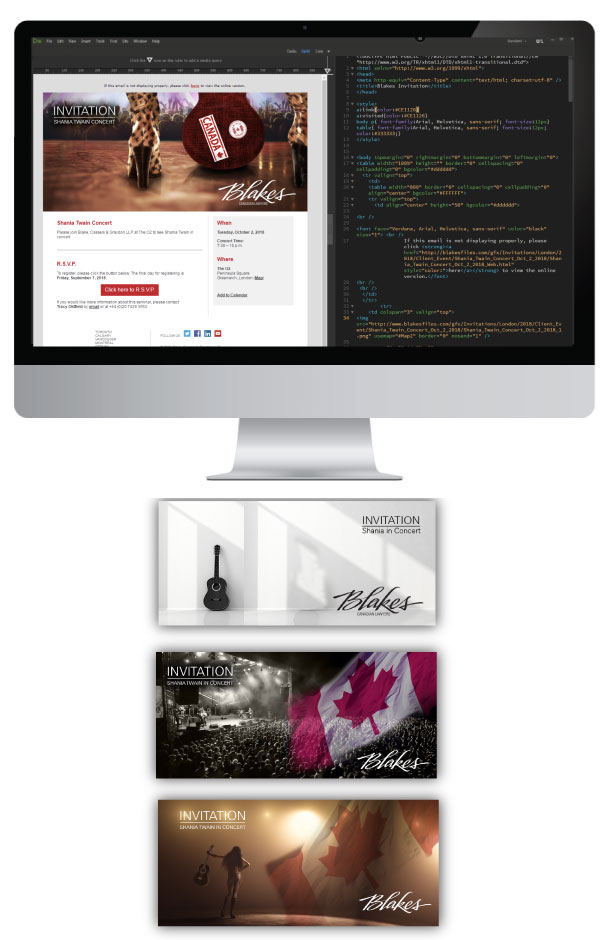 File Edit View Insert Tools Find Site Window Help
Code Split Live
Click the icon on the ruler to add a media query
If this email is not displaying properly, please click here to view the online version.
INVITATION
SHANIA TWAIN CONCERT
CANADA
Blakes
Shania Twain Concert
Please join Blake, Cassels & Graydon LLP at The O2 to see Shania Twain in
concert.
R.S.V.P.
To register, please click the button below. The final day for registering is
Friday, September 7, 2018.
Click here to R.S.V.P
If you would like more information about this seminar, please contact
Tracy Oldfield by email or at
When
Tuesday, October 2, 2018
Concert Time:
7:30 – 10 p.m.
Where
The O2
Peninsula Square
Greenwich, London Map
Add to Calendar
TORONTO
CALGARY
VANCOUVER
MONTRÉAL
FOLLOW US
"http://www.w3.org/TR/xhtml1/DTD/xhtml1-transitional.dtd">
<html xmlns="http://www.w3.org/1999/xhtml">
<head>
<meta http-equiv="Content-Type" content="text/html; charset=utf-8" />
<title>Blakes Invitation</title>
</head>
<style>
a:link{color:#CE1126}
a:visited{color:#CE1126}
body p{ font-family:Arial, Helvetica, sans-serif; font-size:12px}
table{ font-family:Arial, Helvetica, sans-serif; font-size:12px;
color:#333333;}
</style>
<body topmargin="0" rightmargin="0" bottommargin="0" leftmargin="0">
<table width="100%" height="" border="0" cellspacing="0"
cellpadding="0" bgcolor="#dddddd">
<tr valign="top">
<td>
<table width="800" border="0" cellspacing="0" cellpadding="0"
align="center" bgcolor="#FFFFFF">
<tr valign="top">
<td align="center" height="50" bgcolor="#dddddd">
<br />
<font face="Verdana, Arial, Helvetica, sans-serif" color="black"
size="1"> <br />
If this email is not displaying properly, please
click <strong><a
href="http://blakesfiles.com/gfx/Invitations/London/2
018/Client_Event/Shania_Twain_Concert_Oct_2_2018/Shan
ia_Twain_Concert_Oct_2_2018_Web.html"
style="color">here</a></strong> to view the online
version.</font>
<br />
<br />
</td>
</tr>
<tr>
<td colspan="3" valign="top">
<img
src="http://www.blakesfiles.com/gfx/Invitations/London/2018/Client_Ev
ent/Shania_Twain_Concert_Oct_2_2018/Shania_Twain_Concert_Oct_2_2018_1
.png" usemap="#Map2" border="0" nosend="1" />
INVITATION
Shania in Concert
Blakes
CANADIAN LAWYERS
INVITATION
SHANIA TWAIN IN CONCERT
Blakes
INVITATION
SHANIA TWAIN IN CONCERT
Blakes